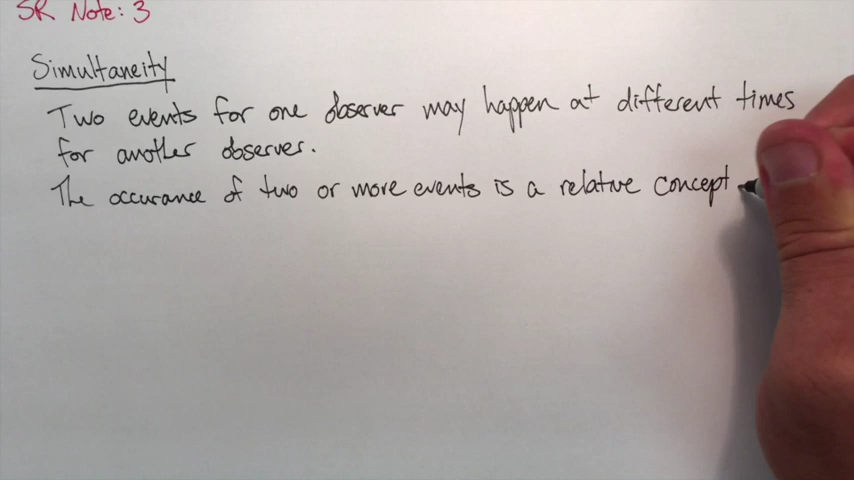 SR Note: 3
Simultaneity
Two events for one observer may happen at different times
for another observer.
The occurance of two or more events is a relative concept